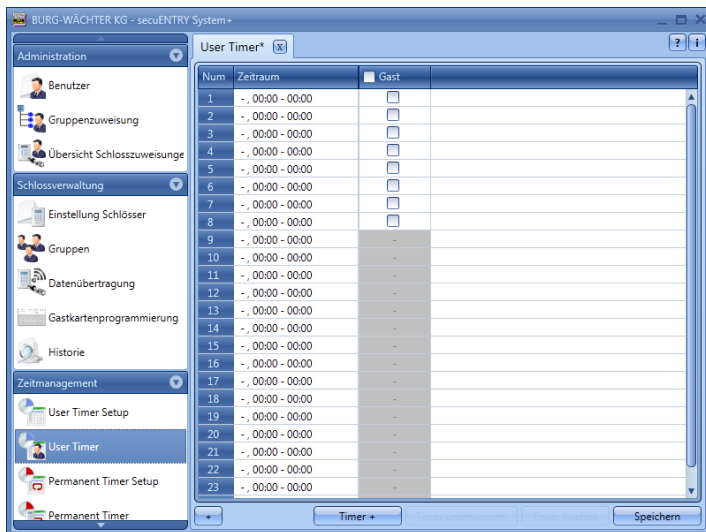 BURG-WÄCHTER KG - secuENTRY System+
Administration
Benutzer
Gruppenzuweisung
Übersicht Schlosszuweisunge
Schlossverwaltung
Einstellung Schlösser
Gruppen
Datenübertragung
Gastkartenprogrammierung
Historie
Zeitmanagement
User Timer Setup
User Timer
Permanent Timer Setup
Permanent Timer
User Timer* x
? i
Num Zeitraum Gast
1 - , 00:00 - 00:00
2 - , 00:00 - 00:00
3 - , 00:00 - 00:00
4 - , 00:00 - 00:00
5 - , 00:00 - 00:00
6 - , 00:00 - 00:00
7 - , 00:00 - 00:00
8 - , 00:00 - 00:00
9 - , 00:00 - 00:00 -
10 - , 00:00 - 00:00 -
11 - , 00:00 - 00:00 -
12 - , 00:00 - 00:00 -
13 - , 00:00 - 00:00 -
14 - , 00:00 - 00:00 -
15 - , 00:00 - 00:00 -
16 - , 00:00 - 00:00 -
17 - , 00:00 - 00:00 -
18 - , 00:00 - 00:00 -
19 - , 00:00 - 00:00 -
20 - , 00:00 - 00:00 -
21 - , 00:00 - 00:00 -
22 - , 00:00 - 00:00 -
23 - , 00:00 - 00:00 -
+ Timer + Speichern